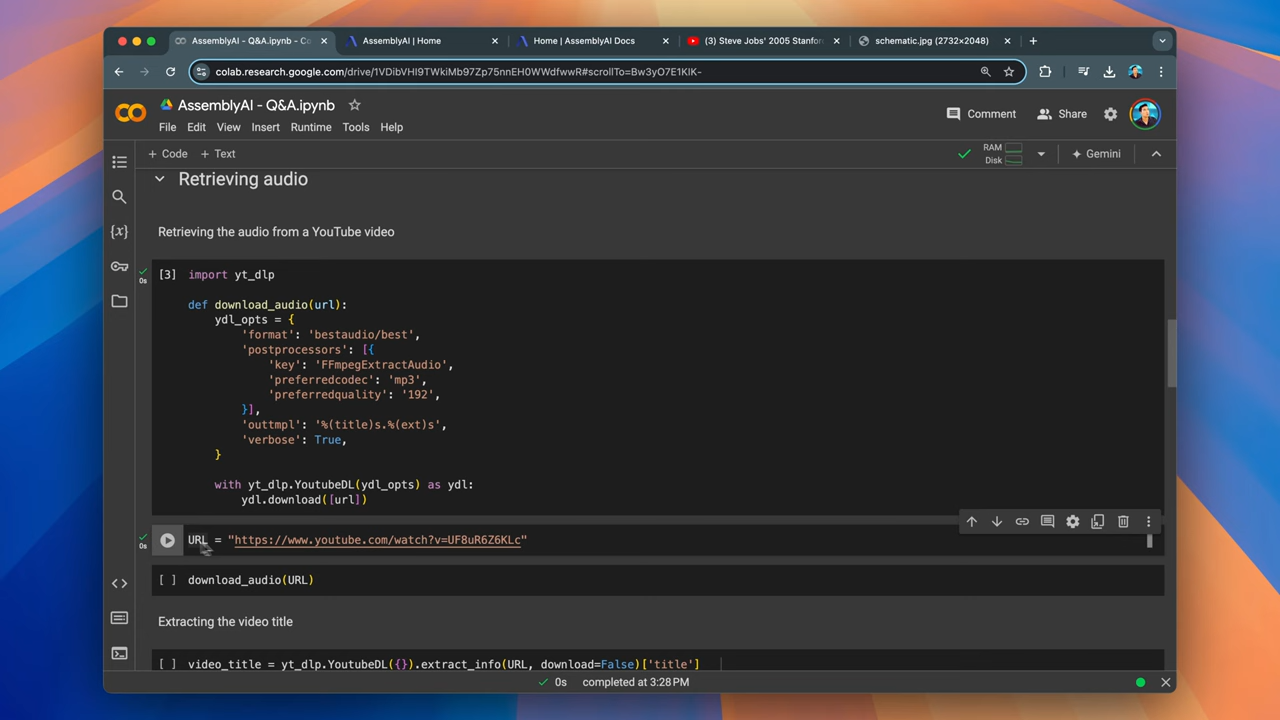 AssemblyAI - Q&A.ipynb - Co
AssemblyAI | Home
Home | AssemblyAI Docs
(3) Steve Jobs' 2005 Stanfor
schematic.jpg (2732×2048)
colab.research.google.com/drive/1VDibVHI9TWkiMb97Zp75nnEH0WWdfwwR#scrollTo=Bw3yO7E1KIK-
AssemblyAI - Q&A.ipynb
Comment
Share
File Edit View Insert Runtime Tools Help
+ Code + Text
RAM
Disk
Gemini
Retrieving audio
Retrieving the audio from a YouTube video
[3] import yt_dlp
0s
def download_audio(url):
ydl_opts = {
'format': 'bestaudio/best',
'postprocessors': [{
'key': 'FFmpegExtractAudio',
'preferredcodec': 'mp3',
'preferredquality': '192',
}],
'outtmpl': '%(title)s.%(ext)s',
'verbose': True,
}
with yt_dlp.YoutubeDL(ydl_opts) as ydl:
ydl.download([url])
URL = "https://www.youtube.com/watch?v=UF8uR6Z6KLc"
0s
[ ] download_audio(URL)
Extracting the video title
[ ] video_title = yt_dlp.YoutubeDL({}).extract_info(URL, download=False)['title']
0s completed at 3:28 PM